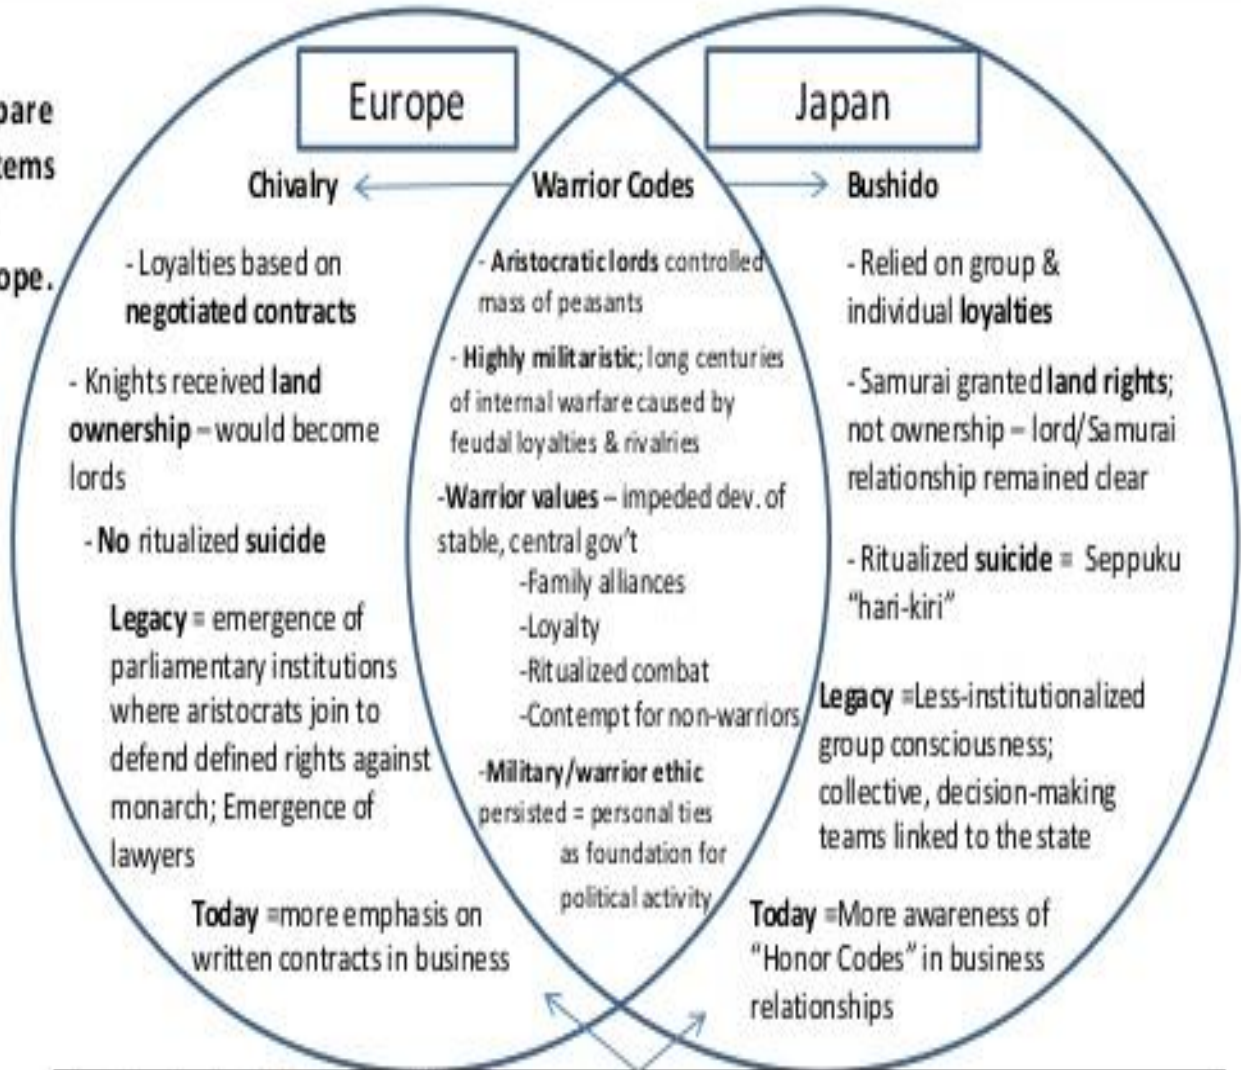 pare
tems
ope.
Europe
Japan
Chivalry
Warrior Codes
Bushido
- Loyalties based on
negotiated contracts
- Knights received land
ownership – would become
lords
- No ritualized suicide
Legacy = emergence of
parliamentary institutions
where aristocrats join to
defend defined rights against
monarch; Emergence of
lawyers
Today =more emphasis on
written contracts in business
- Aristocratic lords controlled
mass of peasants
- Highly militaristic; long centuries
of internal warfare caused by
feudal loyalties & rivalries
-Warrior values – impeded dev. of
stable, central gov't
-Family alliances
-Loyalty
-Ritualized combat
-Contempt for non-warriors
-Military/warrior ethic
persisted = personal ties
as foundation for
political activity
- Relied on group &
individual loyalties
- Samurai granted land rights;
not ownership – lord/Samurai
relationship remained clear
- Ritualized suicide = Seppuku
"hari-kiri"
Legacy =Less-institutionalized
group consciousness;
collective, decision-making
teams linked to the state
Today =More awareness of
"Honor Codes" in business
relationships